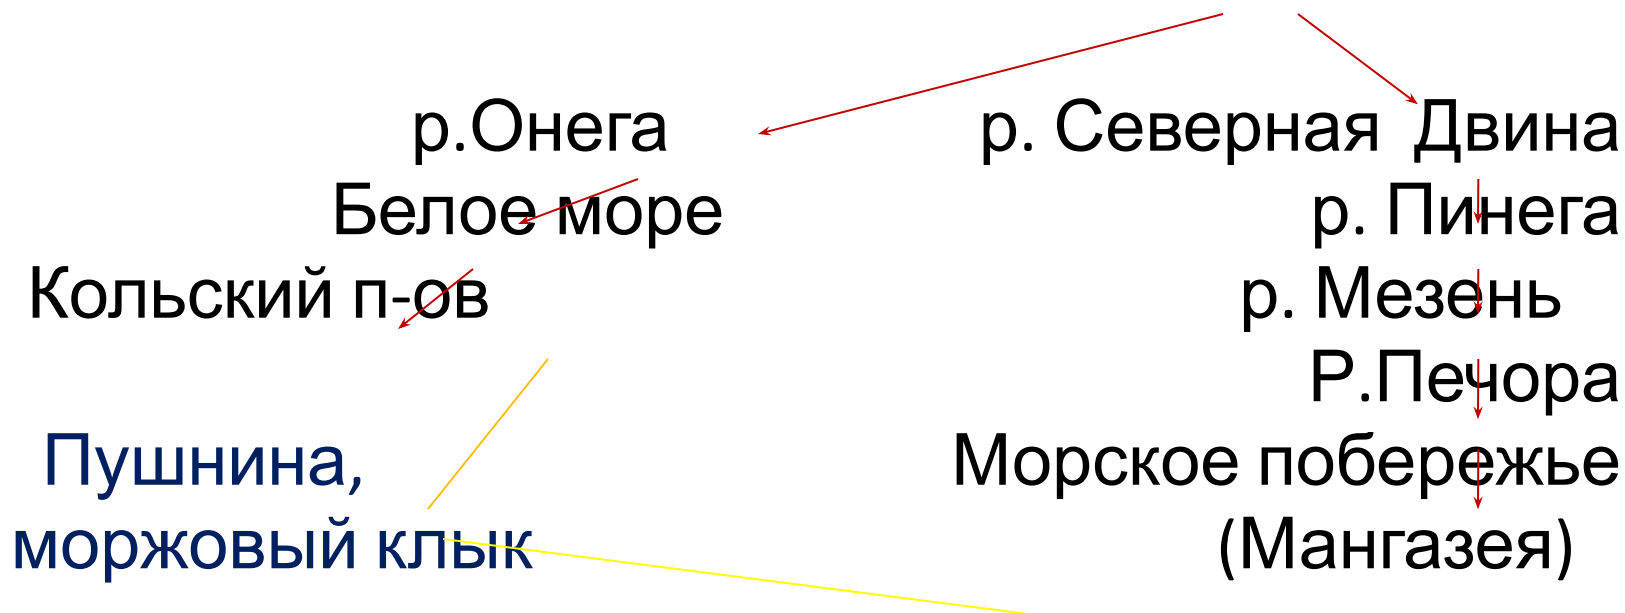 р.Онега р. Северная Двина
Белое море р. Пинега
Кольский п-ов р. Мезень
Р.Печора
Пушнина, Морское побережье
моржовый клык (Мангазея)